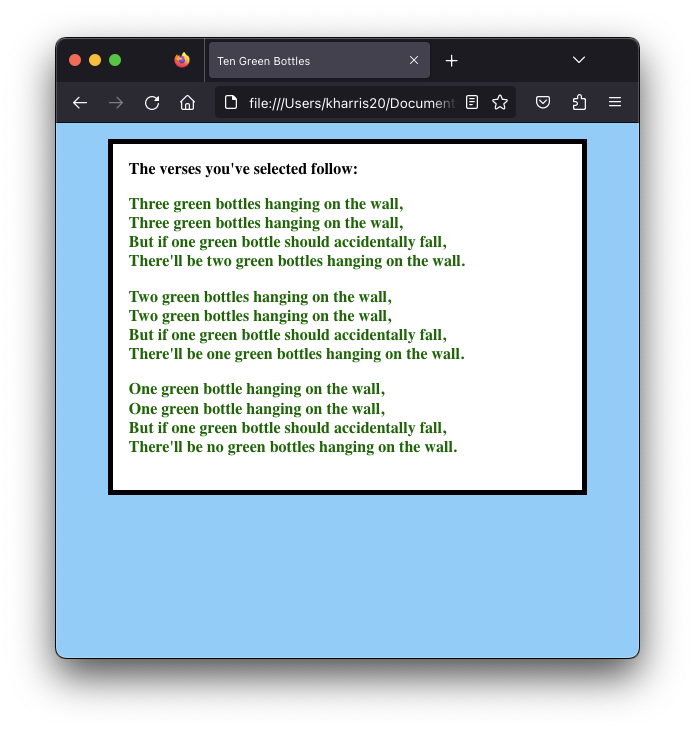 Ten Green Bottles
file:///Users/kharris20/Document
The verses you've selected follow:
Three green bottles hanging on the wall,
Three green bottles hanging on the wall,
But if one green bottle should accidentally fall,
There'll be two green bottles hanging on the wall.
Two green bottles hanging on the wall,
Two green bottles hanging on the wall,
But if one green bottle should accidentally fall,
There'll be one green bottles hanging on the wall.
One green bottle hanging on the wall,
One green bottle hanging on the wall,
But if one green bottle should accidentally fall,
There'll be no green bottles hanging on the wall.